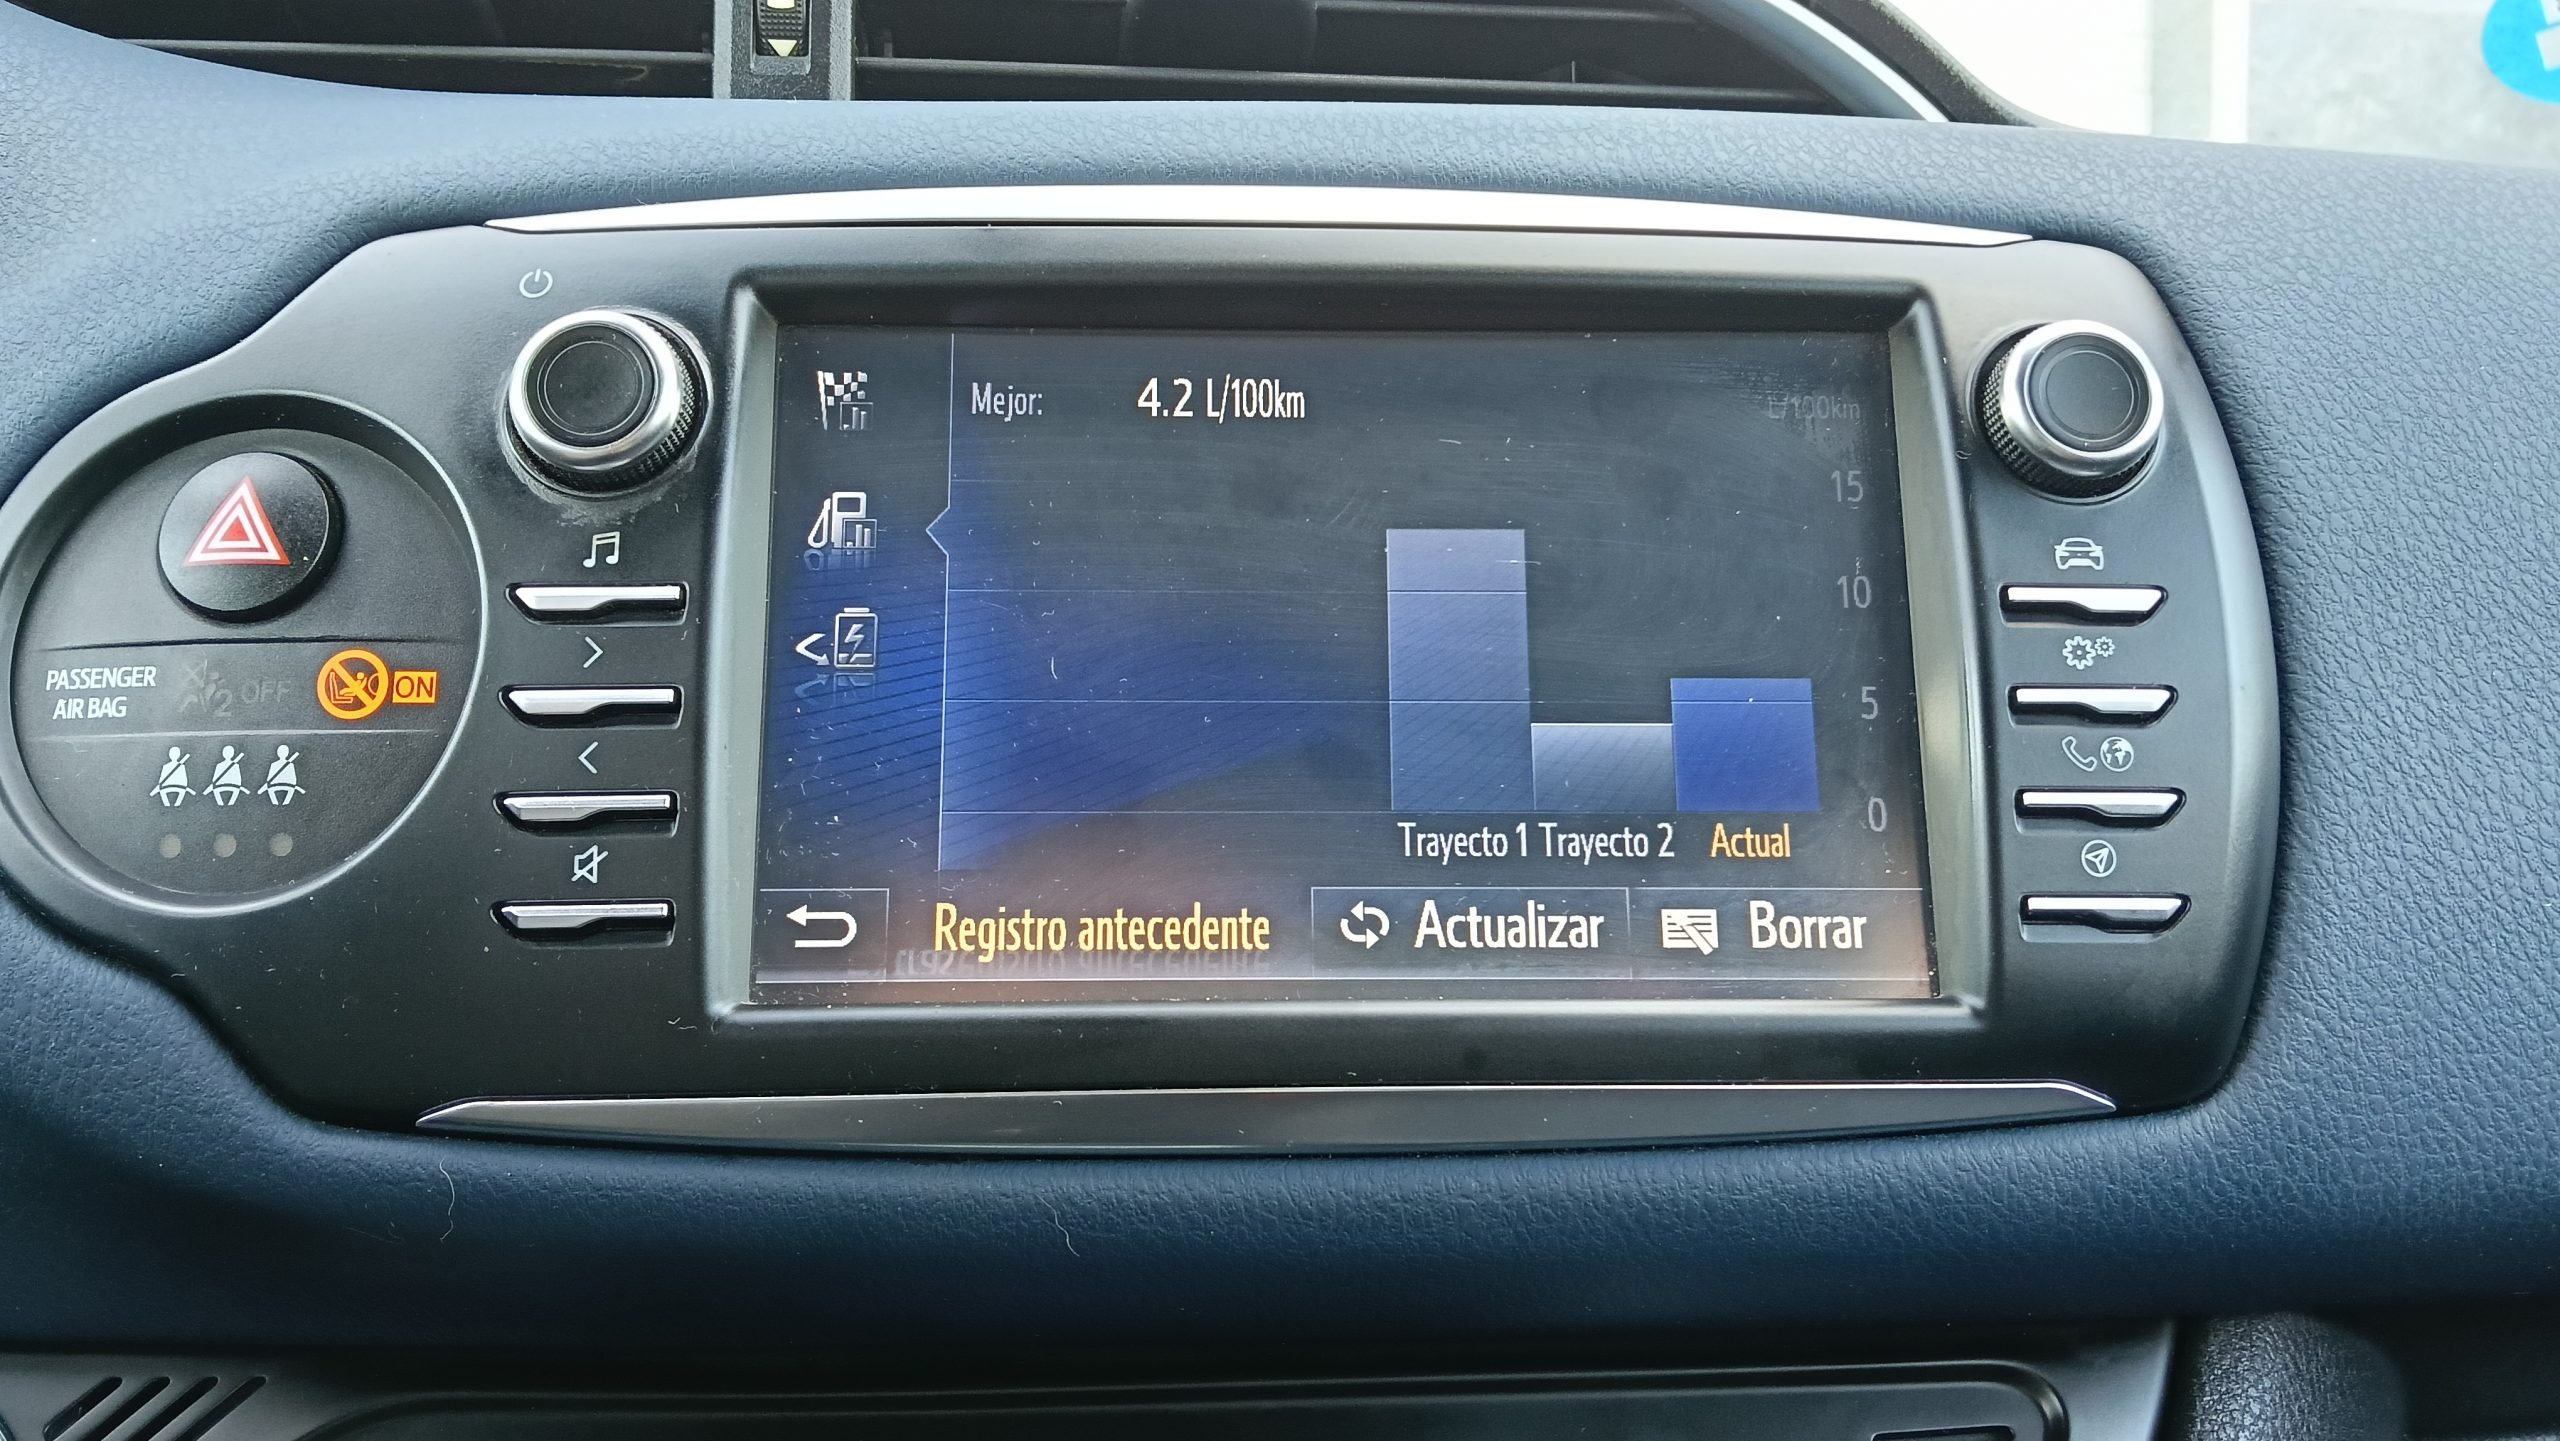 Mejor: 4.2 L/100km
L/100km
15
10
5
0
Trayecto 1 Trayecto 2 Actual
Registro antecedente Actualizar Borrar
PASSENGER
AIR BAG
2 OFF
ON